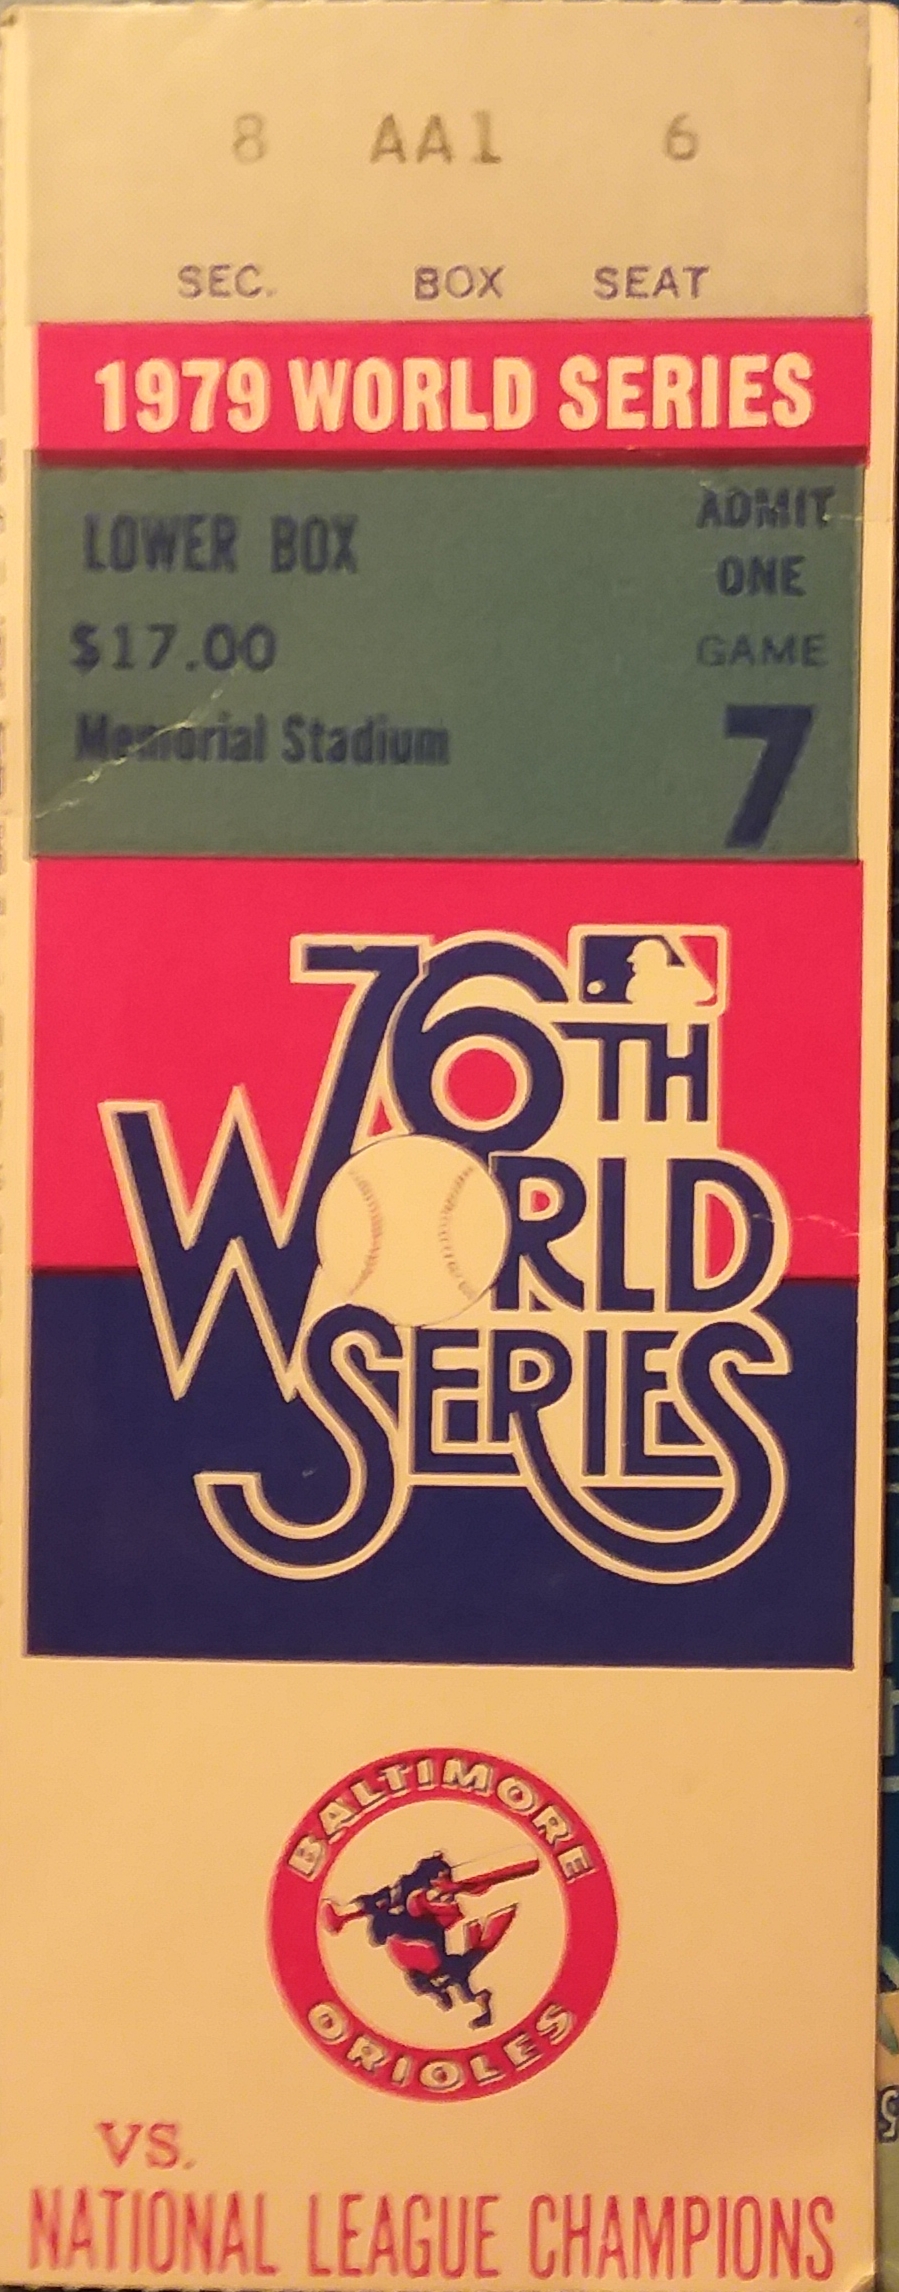 8 AA1 6
SEC. BOX SEAT
1979 WORLD SERIES
LOWER BOX
$17.00
Memorial Stadium
ADMIT
ONE
GAME
7
76TH
WORLD
SERIES
BALTIMORE
ORIOLES
VS.
NATIONAL LEAGUE CHAMPIONS